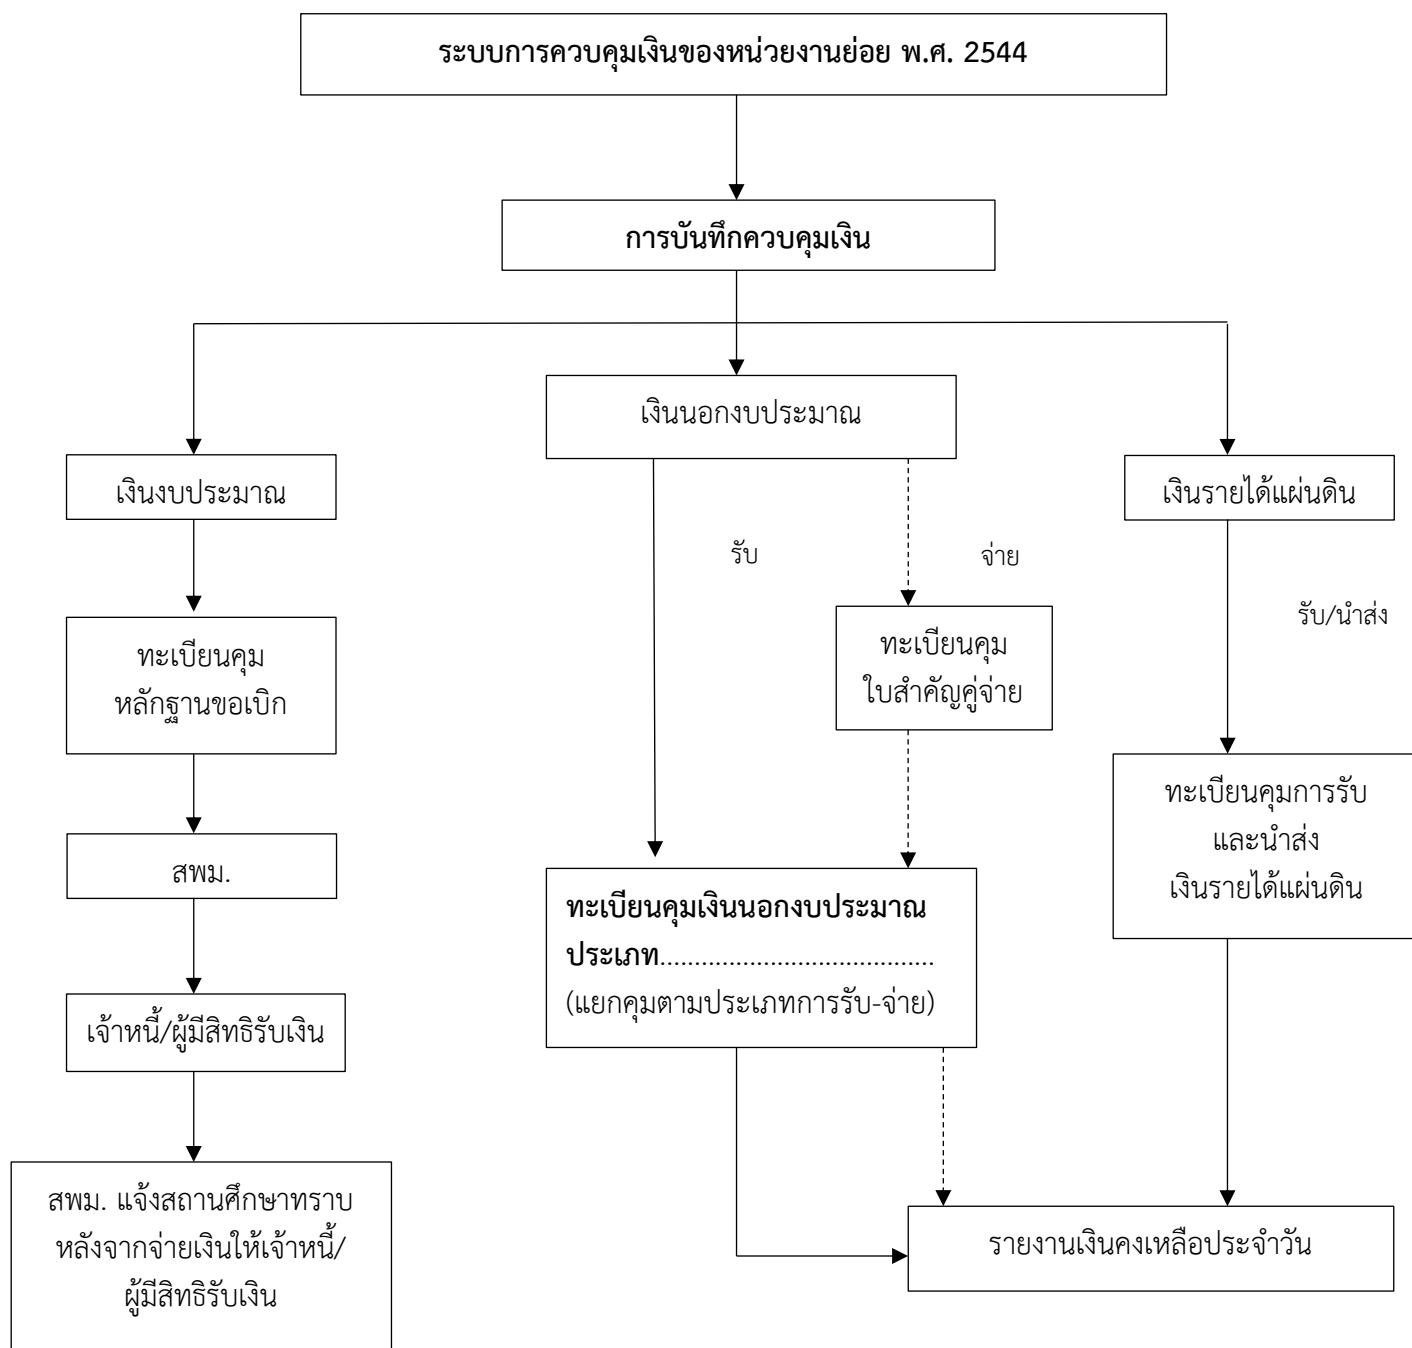 ระบบการควบคุมเงินของหน่วยงานย่อย พ.ศ. 2544
การบันทึกควบคุมเงิน
เงินนอกงบประมาณ
เงินงบประมาณ
เงินรายได้แผ่นดิน
รับ
จ่าย
รับ/นำส่ง
ทะเบียนคุม
หลักฐานขอเบิก
ทะเบียนคุม
ใบสำคัญคู่จ่าย
ทะเบียนคุมการรับ
และนำส่ง
เงินรายได้แผ่นดิน
สพม.
ทะเบียนคุมเงินนอกงบประมาณ
ประเภท.......................................
(แยกคุมตามประเภทการรับ-จ่าย)
เจ้าหนี้/ผู้มีสิทธิรับเงิน
สพม. แจ้งสถานศึกษาทราบ
หลังจากจ่ายเงินให้เจ้าหนี้/
ผู้มีสิทธิรับเงิน
รายงานเงินคงเหลือประจำวัน